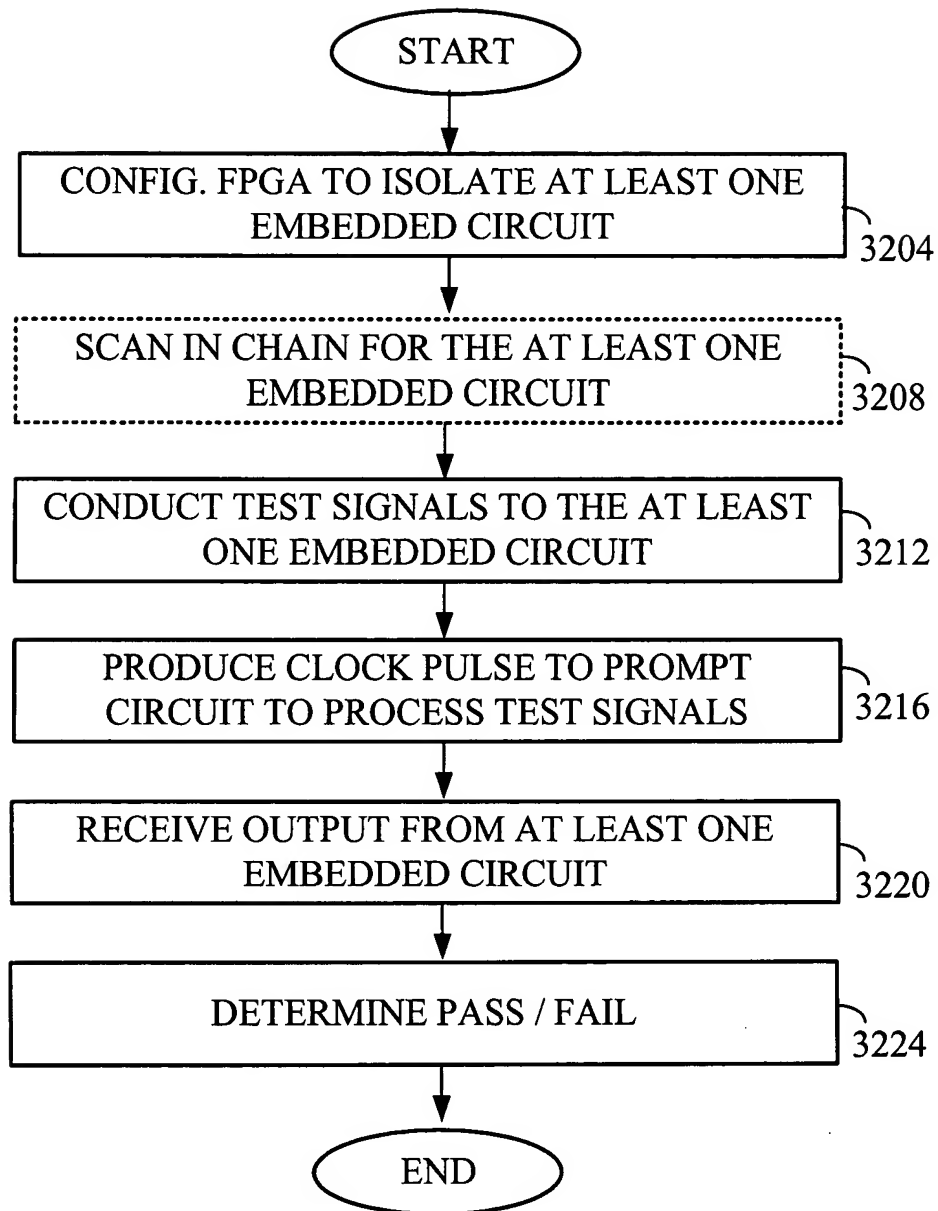 START
CONFIG. FPGA TO ISOLATE AT LEAST ONE
EMBEDDED CIRCUIT
3204
SCAN IN CHAIN FOR THE AT LEAST ONE
EMBEDDED CIRCUIT
3208
CONDUCT TEST SIGNALS TO THE AT LEAST
ONE EMBEDDED CIRCUIT
3212
PRODUCE CLOCK PULSE TO PROMPT
CIRCUIT TO PROCESS TEST SIGNALS
3216
RECEIVE OUTPUT FROM AT LEAST ONE
EMBEDDED CIRCUIT
3220
DETERMINE PASS / FAIL
3224
END